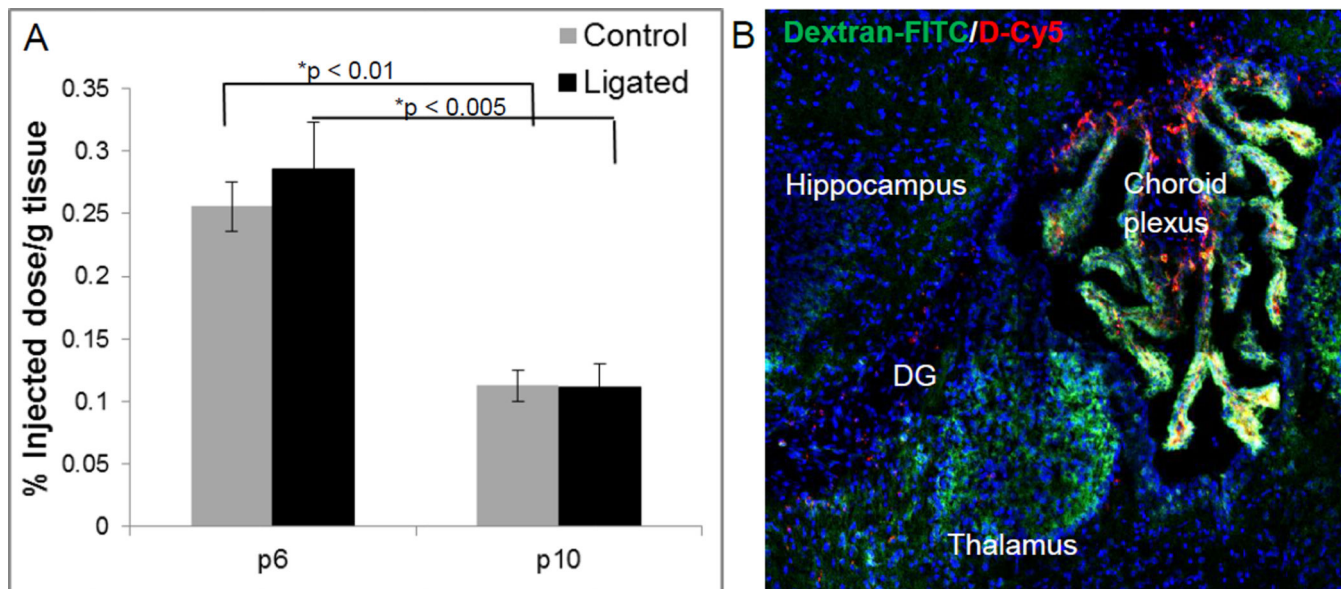 A
Control
Ligated
*p < 0.01
*p < 0.005
% Injected dose/g tissue
0.35
0.3
0.25
0.2
0.15
0.1
0.05
0
p6
p10
B
Dextran-FITC/D-Cy5
Hippocampus
Choroid
plexus
DG
Thalamus